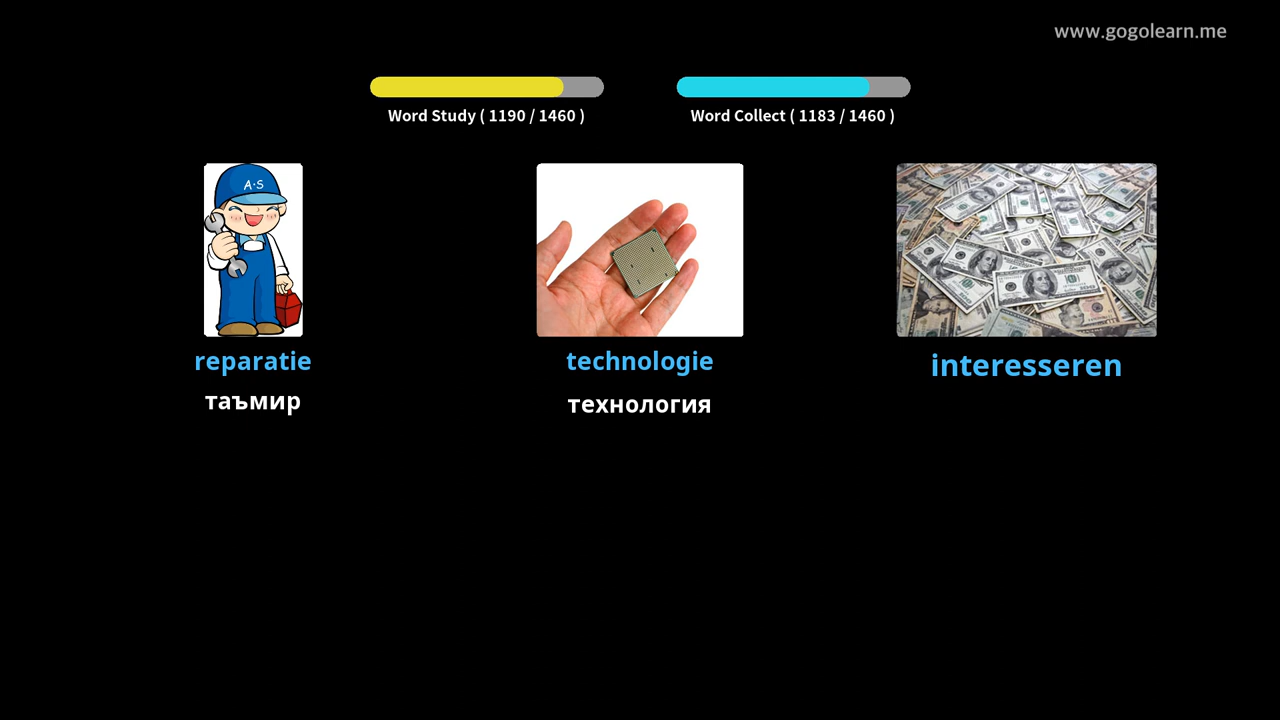 www.gogolearn.me
Word Study ( 1190 / 1460 )
Word Collect ( 1183 / 1460 )
A·S
reparatie
technologie
interesseren
таъмир
технология